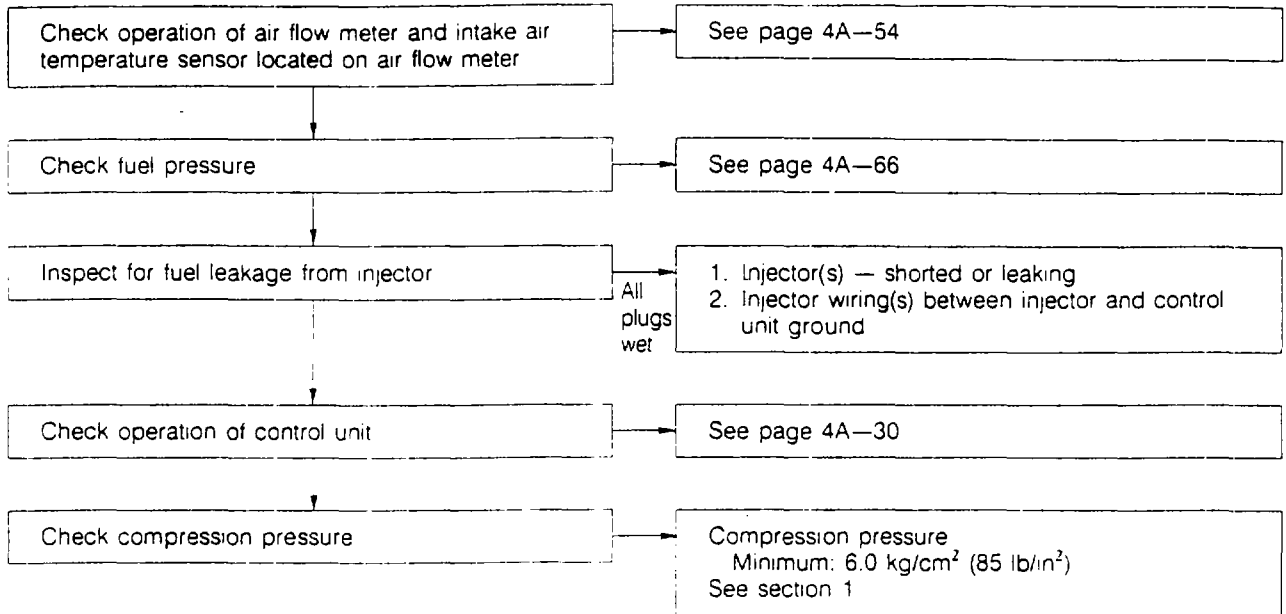 Check operation of air flow meter and intake air
temperature sensor located on air flow meter
See page 4A—54
Check fuel pressure
See page 4A—66
Inspect for fuel leakage from injector
All
plugs
wet
1. Injector(s) — shorted or leaking
2. Injector wiring(s) between injector and control
unit ground
Check operation of control unit
See page 4A—30
Check compression pressure
Compression pressure
Minimum: 6.0 kg/cm² (85 lb/in²)
See section 1